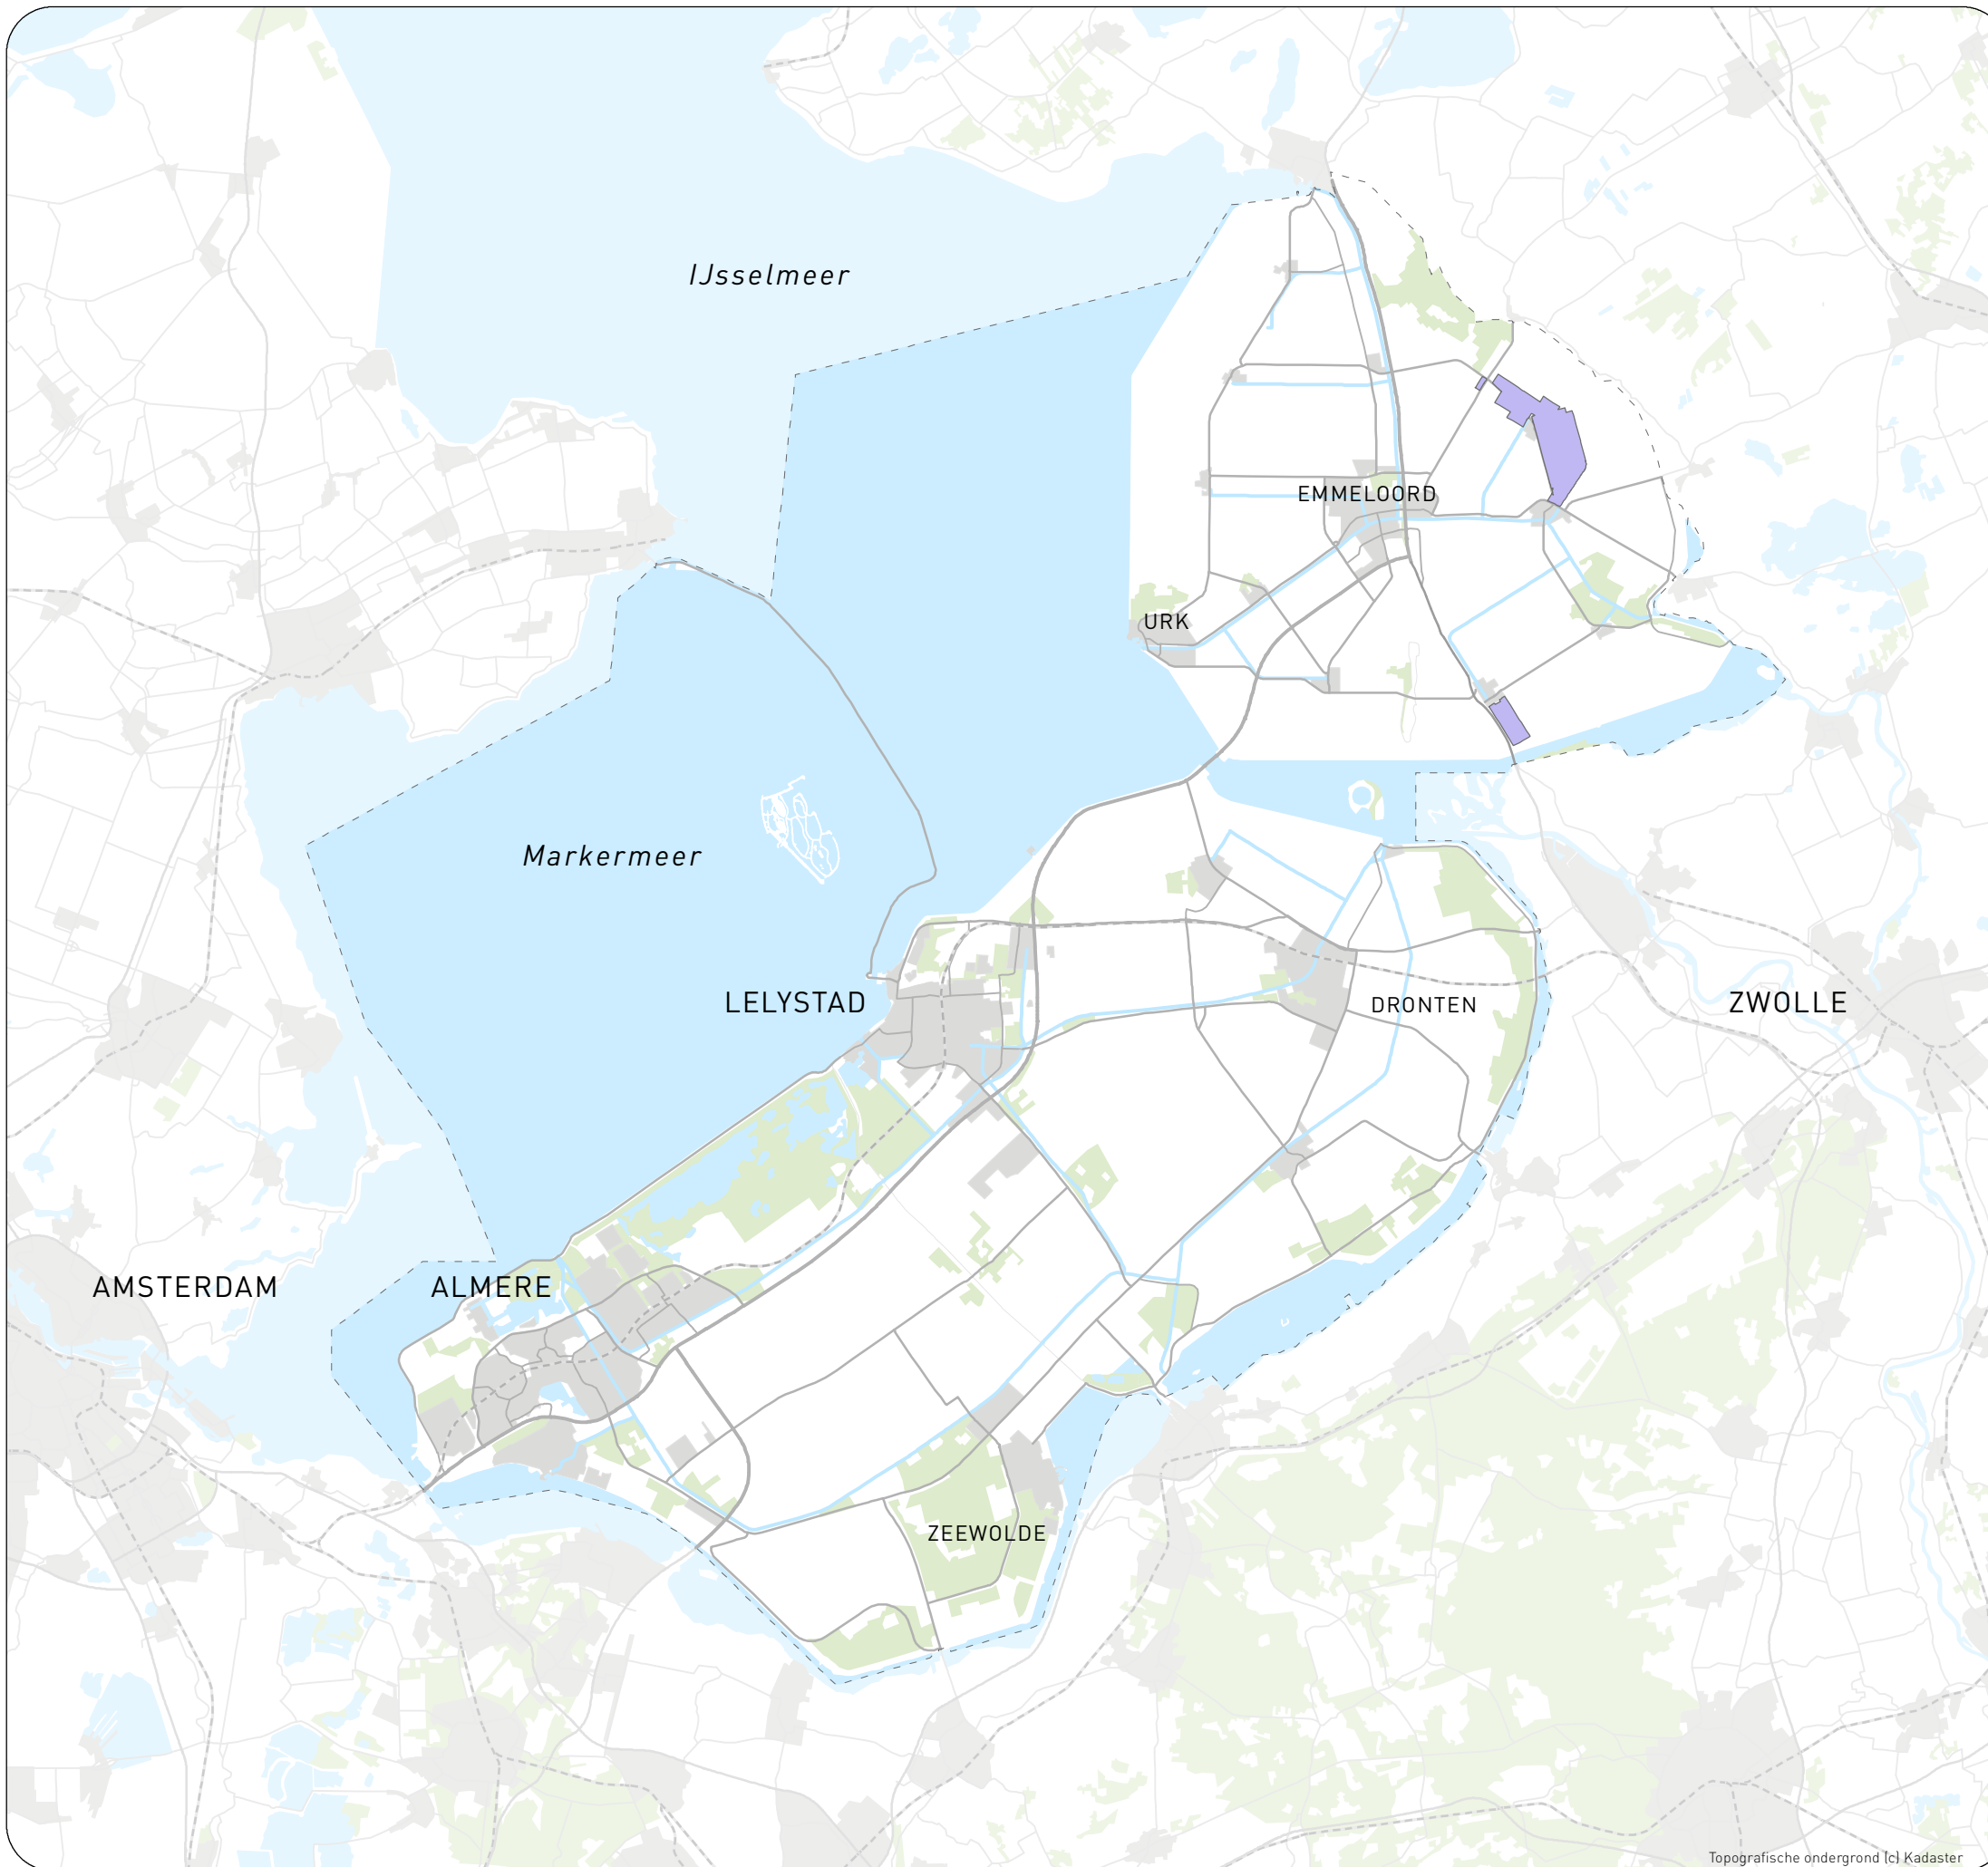 IJsselmeer
EMMELOORD
URK
Markermeer
LELYSTAD
DRONTEN
ZWOLLE
AMSTERDAM
ALMERE
ZEEWOLDE
Topografische ondergrond (c) Kadaster